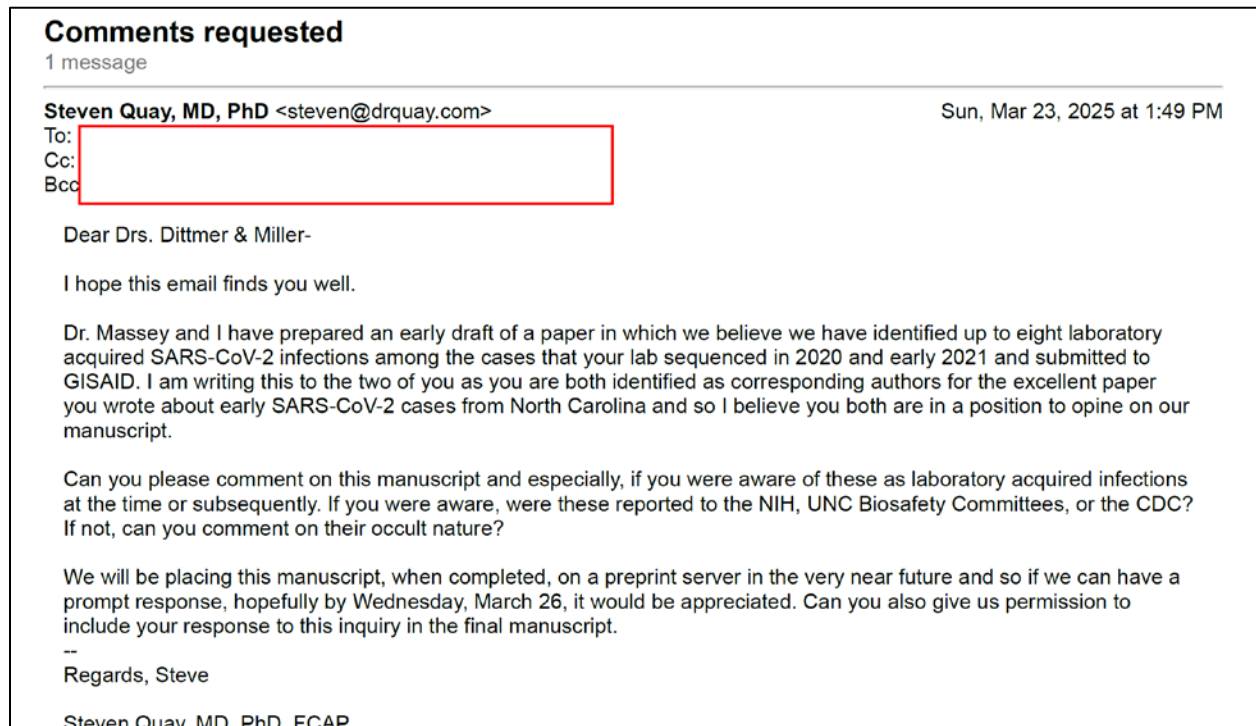 Comments requested
1 message
Steven Quay, MD, PhD <steven@drquay.com> Sun, Mar 23, 2025 at 1:49 PM
To:
Cc:
Bcc
Dear Drs. Dittmer & Miller-
I hope this email finds you well.
Dr. Massey and I have prepared an early draft of a paper in which we believe we have identified up to eight laboratory
acquired SARS-CoV-2 infections among the cases that your lab sequenced in 2020 and early 2021 and submitted to
GISAID. I am writing this to the two of you as you are both identified as corresponding authors for the excellent paper
you wrote about early SARS-CoV-2 cases from North Carolina and so I believe you both are in a position to opine on our
manuscript.
Can you please comment on this manuscript and especially, if you were aware of these as laboratory acquired infections
at the time or subsequently. If you were aware, were these reported to the NIH, UNC Biosafety Committees, or the CDC?
If not, can you comment on their occult nature?
We will be placing this manuscript, when completed, on a preprint server in the very near future and so if we can have a
prompt response, hopefully by Wednesday, March 26, it would be appreciated. Can you also give us permission to
include your response to this inquiry in the final manuscript.
--
Regards, Steve
Steven Quay, MD, PhD, FCAP